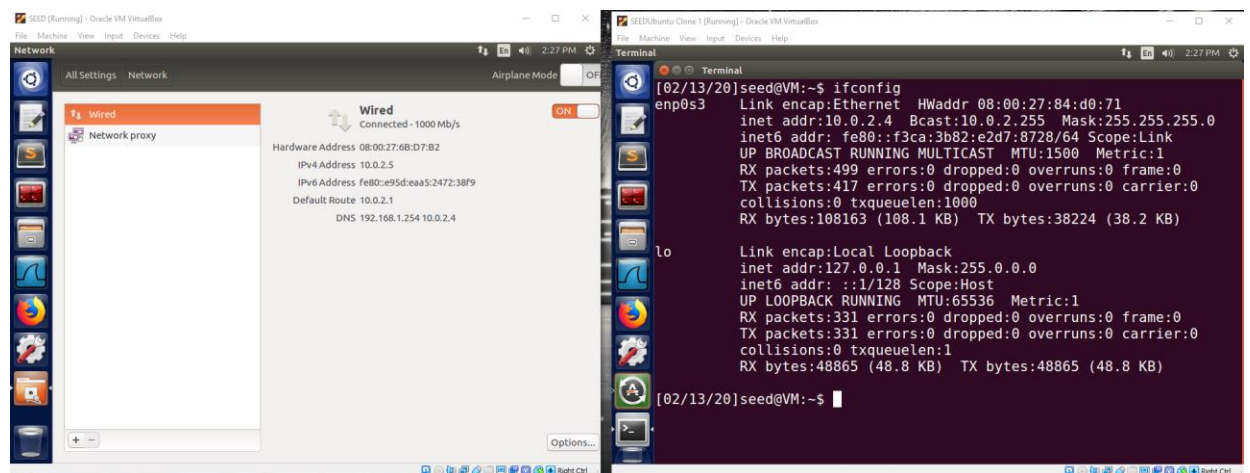 SEED [Running] - Oracle VM VirtualBox
File Machine View Input Devices Help
Network
En
2:27 PM
All Settings Network
Airplane Mode
OF
Wired
Network proxy
Wired
Connected - 1000 Mb/s
ON
Hardware Address 08:00:27:6B:D7:B2
IPv4 Address 10.0.2.5
IPv6 Address fe80::e95d:eaa5:2472:38f9
Default Route 10.0.2.1
DNS 192.168.1.254 10.0.2.4
+ -
Options...
Right Ctrl
SEEDUbuntu Clone 1 [Running] - Oracle VM VirtualBox
File Machine View Input Devices Help
Terminal
En
2:27 PM
Terminal
[02/13/20]seed@VM:~$ ifconfig
enp0s3 Link encap:Ethernet HWaddr 08:00:27:84:d0:71
inet addr:10.0.2.4 Bcast:10.0.2.255 Mask:255.255.255.0
inet6 addr: fe80::f3ca:3b82:e2d7:8728/64 Scope:Link
UP BROADCAST RUNNING MULTICAST MTU:1500 Metric:1
RX packets:499 errors:0 dropped:0 overruns:0 frame:0
TX packets:417 errors:0 dropped:0 overruns:0 carrier:0
collisions:0 txqueuelen:1000
RX bytes:108163 (108.1 KB) TX bytes:38224 (38.2 KB)
lo Link encap:Local Loopback
inet addr:127.0.0.1 Mask:255.0.0.0
inet6 addr: ::1/128 Scope:Host
UP LOOPBACK RUNNING MTU:65536 Metric:1
RX packets:331 errors:0 dropped:0 overruns:0 frame:0
TX packets:331 errors:0 dropped:0 overruns:0 carrier:0
collisions:0 txqueuelen:1
RX bytes:48865 (48.8 KB) TX bytes:48865 (48.8 KB)
[02/13/20]seed@VM:~$
Right Ctrl